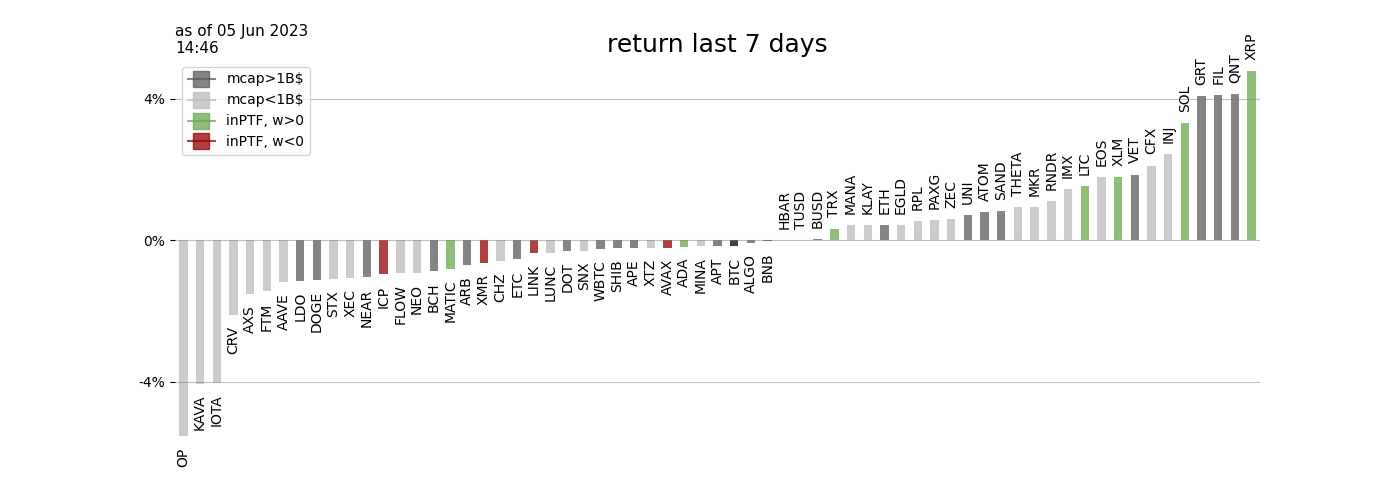 as of 05 Jun 2023
14:46
return last 7 days
mcap>1B$
mcap<1B$
inPTF, w>0
inPTF, w<0
4%
0%
-4%
OP
KAVA
IOTA
CRV
AXS
FTM
AAVE
LDO
DOGE
STX
XEC
NEAR
ICP
FLOW
NEO
BCH
MATIC
ARB
XMR
CHZ
ETC
LINK
LUNC
DOT
SNX
WBTC
SHIB
APE
XTZ
AVAX
ADA
MINA
APT
BTC
ALGO
BNB
HBAR
TUSD
BUSD
TRX
MANA
KLAY
ETH
EGLD
RPL
PAXG
ZEC
UNI
ATOM
SAND
THETA
MKR
RNDR
IMX
LTC
EOS
XLM
VET
CFX
INJ
SOL
GRT
FIL
QNT
XRP